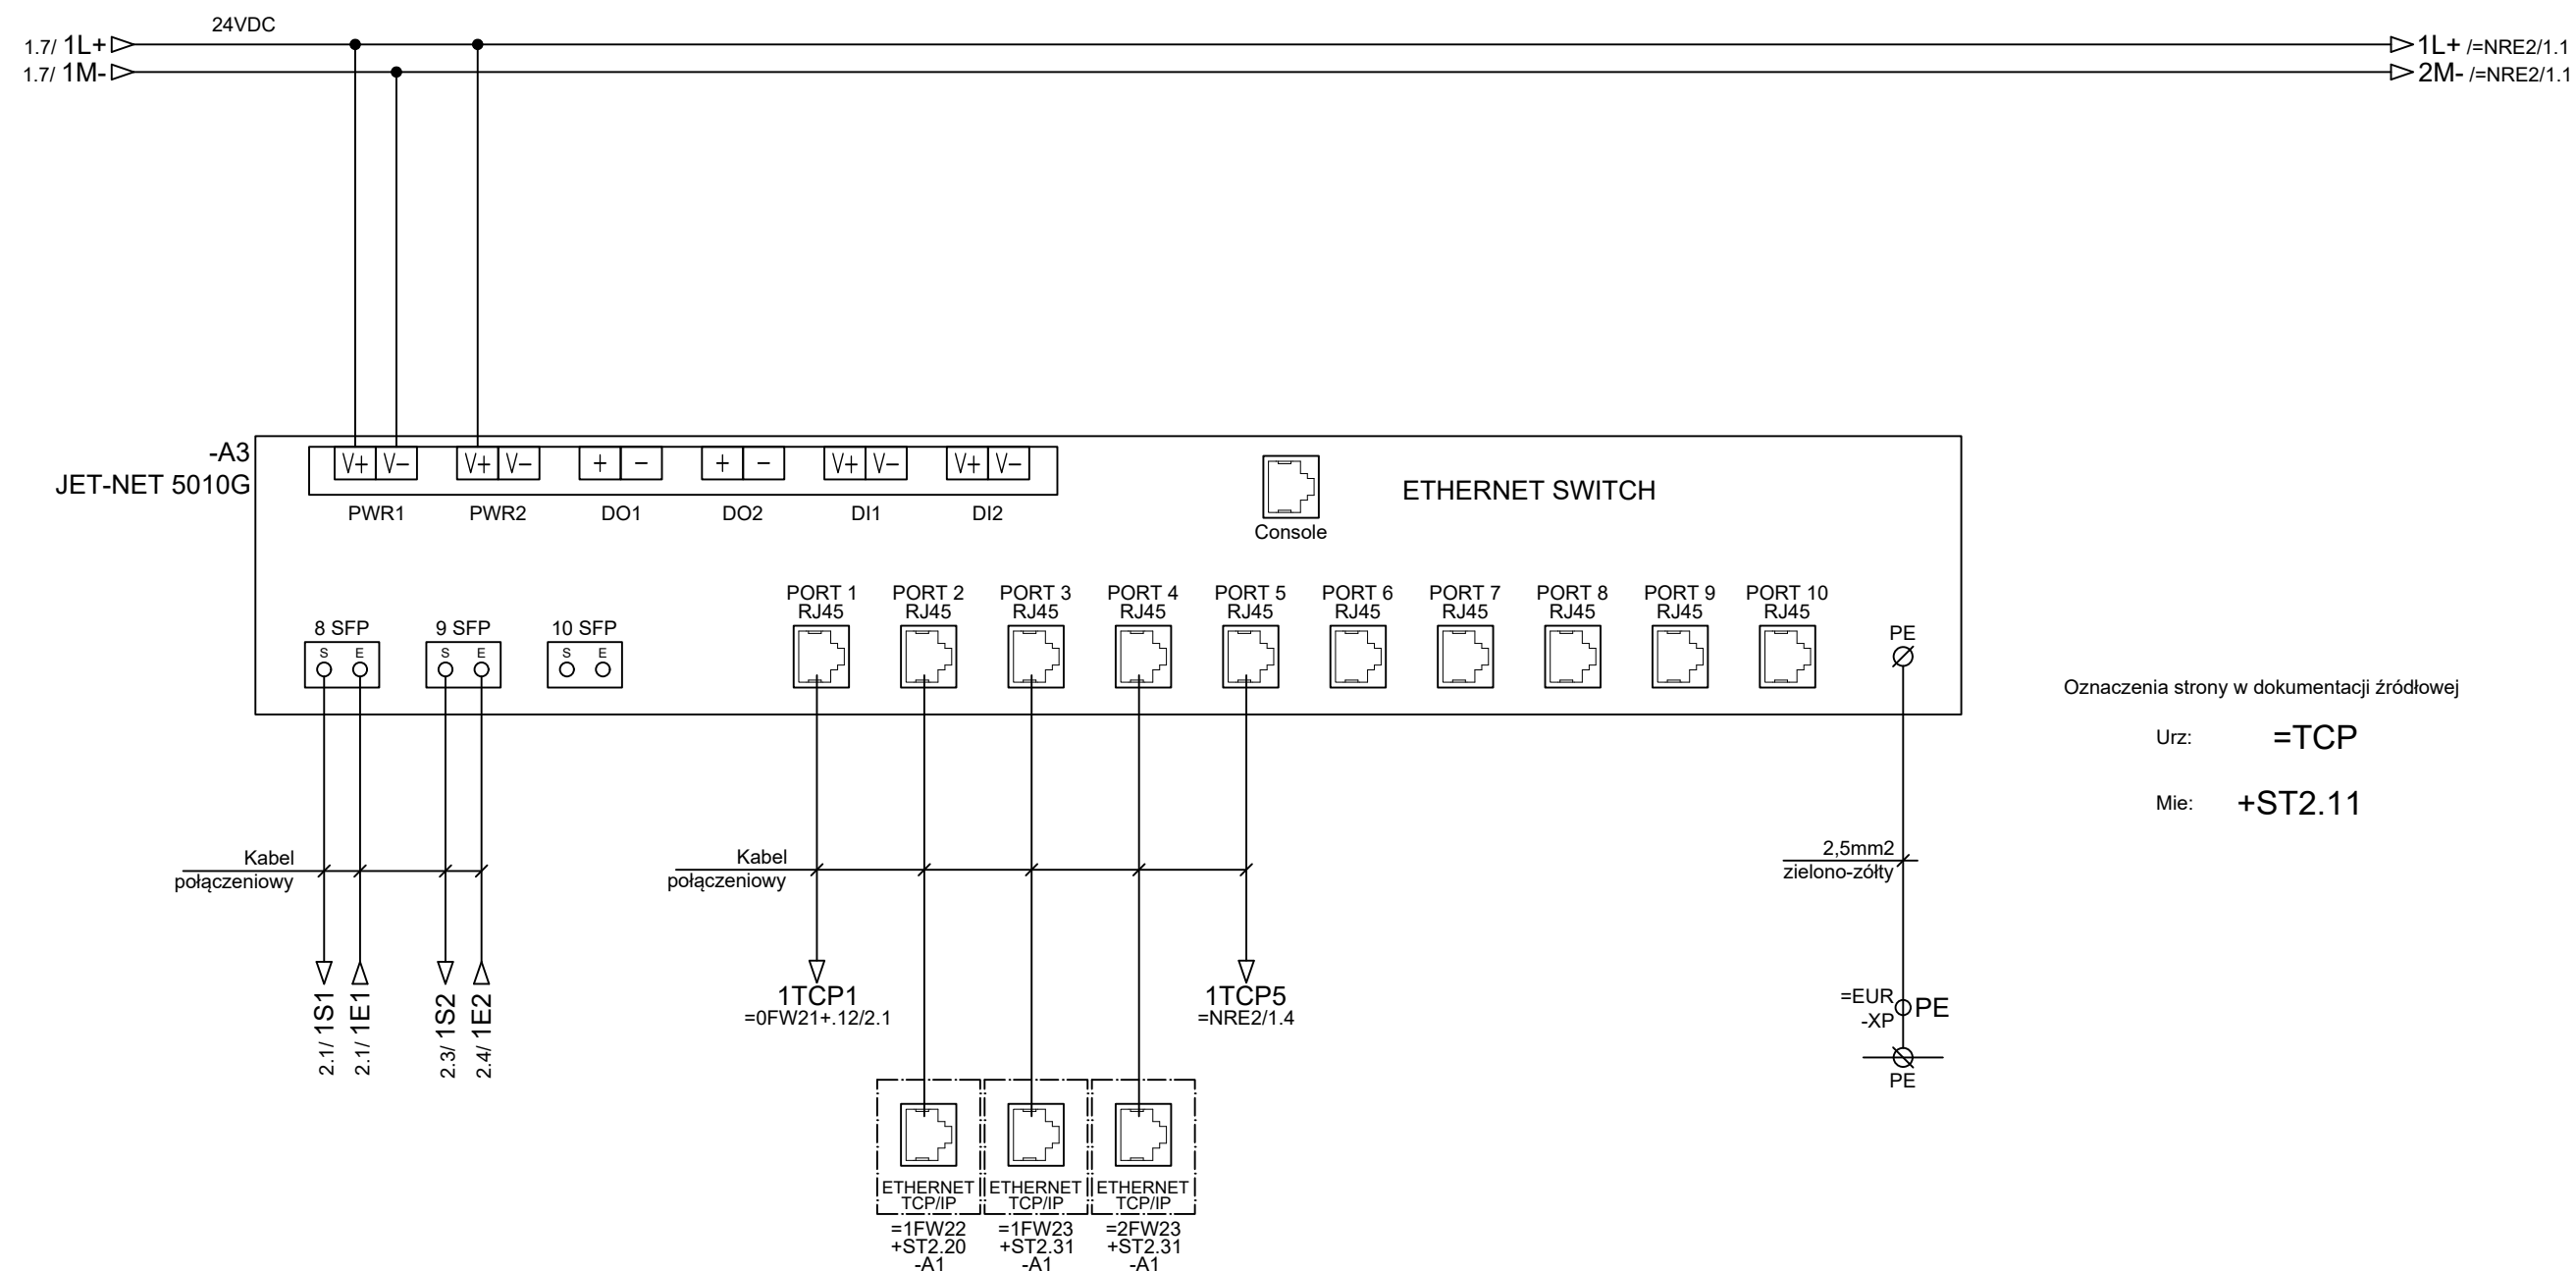 24VDC
1.7/ 1L+
1L+ /=NRE2/1.1
1.7/ 1M-
2M- /=NRE2/1.1
-A3
JET-NET 5010G
V+ V- V+ V- + - + - V+ V- V+ V-
PWR1 PWR2 DO1 DO2 DI1 DI2
Console
ETHERNET SWITCH
PORT 1 PORT 2 PORT 3 PORT 4 PORT 5 PORT 6 PORT 7 PORT 8 PORT 9 PORT 10
RJ45 RJ45 RJ45 RJ45 RJ45 RJ45 RJ45 RJ45 RJ45 RJ45
8 SFP 9 SFP 10 SFP
S E S E S E
PE
Oznaczenia strony w dokumentacji źródłowej
Urz: =TCP
Mie: +ST2.11
Kabel
połączeniowy
Kabel
połączeniowy
2,5mm2
zielono-zółty
2.1/ 1S1
2.1/ 1E1
2.3/ 1S2
2.4/ 1E2
1TCP1
=0FW21+.12/2.1
1TCP5
=NRE2/1.4
=EUR
-XP
PE
PE
ETHERNET
TCP/IP
=1FW22
+ST2.20
-A1
ETHERNET
TCP/IP
=1FW23
+ST2.31
-A1
ETHERNET
TCP/IP
=2FW23
+ST2.31
-A1